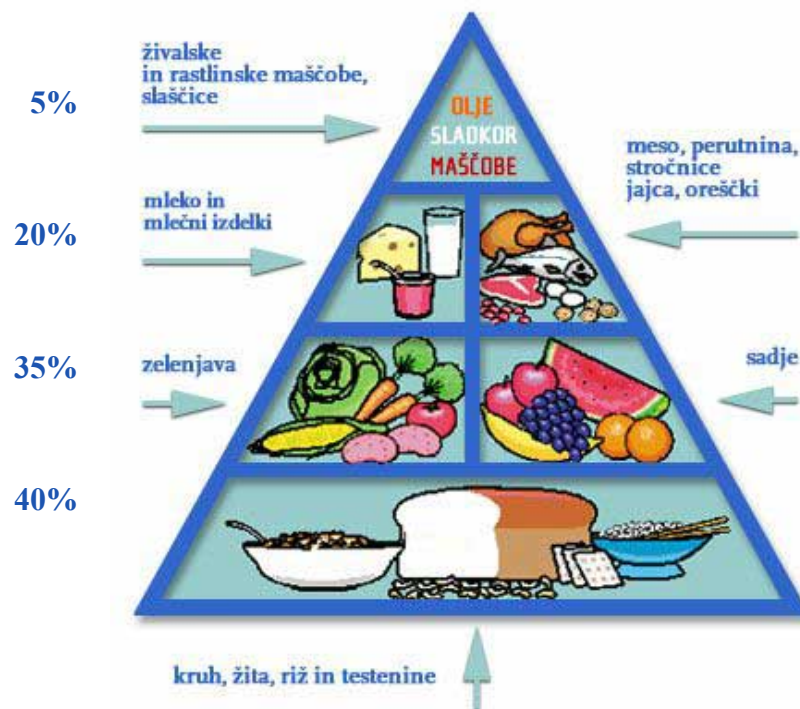 5%
živalske
in rastlinske maščobe,
slaščice
OLJE
SLADKOR
MAŠČOBE
20%
mleko in
mlečni izdelki
meso, perutnina,
stročnice
jajca, oreščki
35%
zelenjava
sadje
40%
kruh, žita, riž in testenine